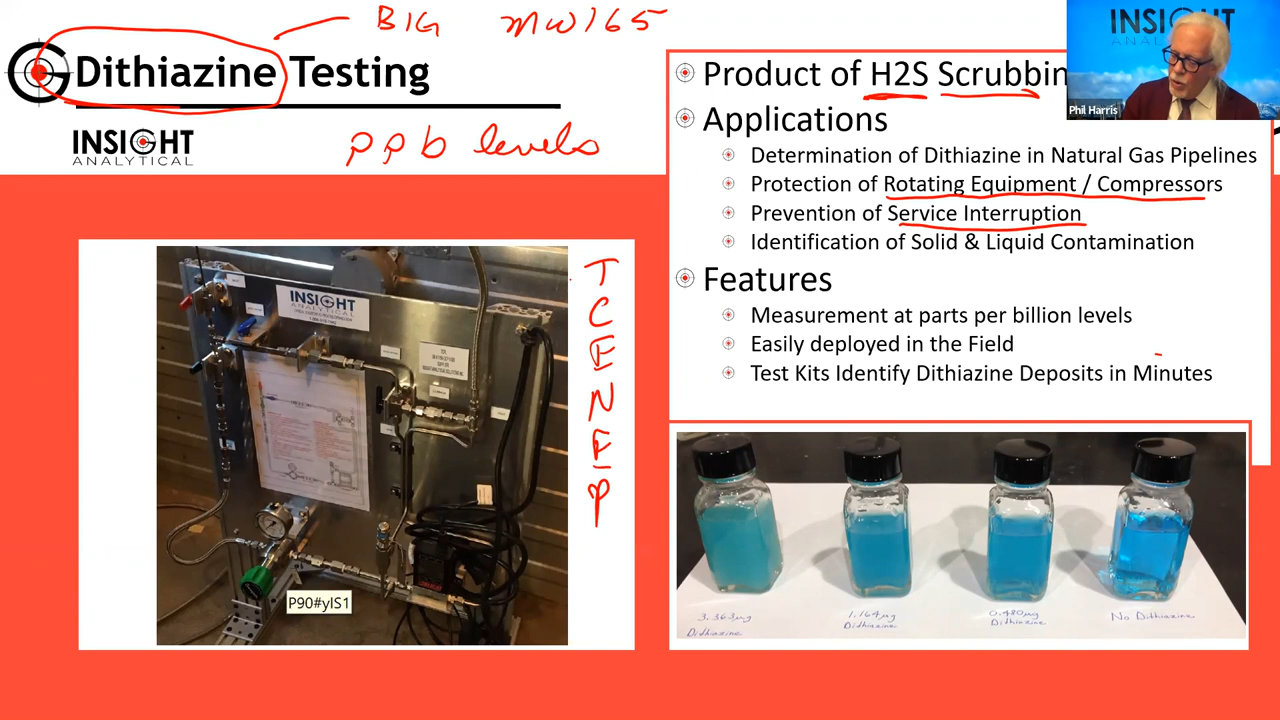 BIG MW165
Dithiazine Testing
INSIGHT
ANALYTICAL
ppb levels
Product of H2S Scrubbin
Applications
Determination of Dithiazine in Natural Gas Pipelines
Protection of Rotating Equipment / Compressors
Prevention of Service Interruption
Identification of Solid & Liquid Contamination
Features
Measurement at parts per billion levels
Easily deployed in the Field
Test Kits Identify Dithiazine Deposits in Minutes
INSIGHT
Phil Harris
INSIGHT
ANALYTICAL
P90#yIS1
3.363µg
Dithiazine
1.164µg
Dithiazine
0.480µg
Dithiazine
No Dithiazine